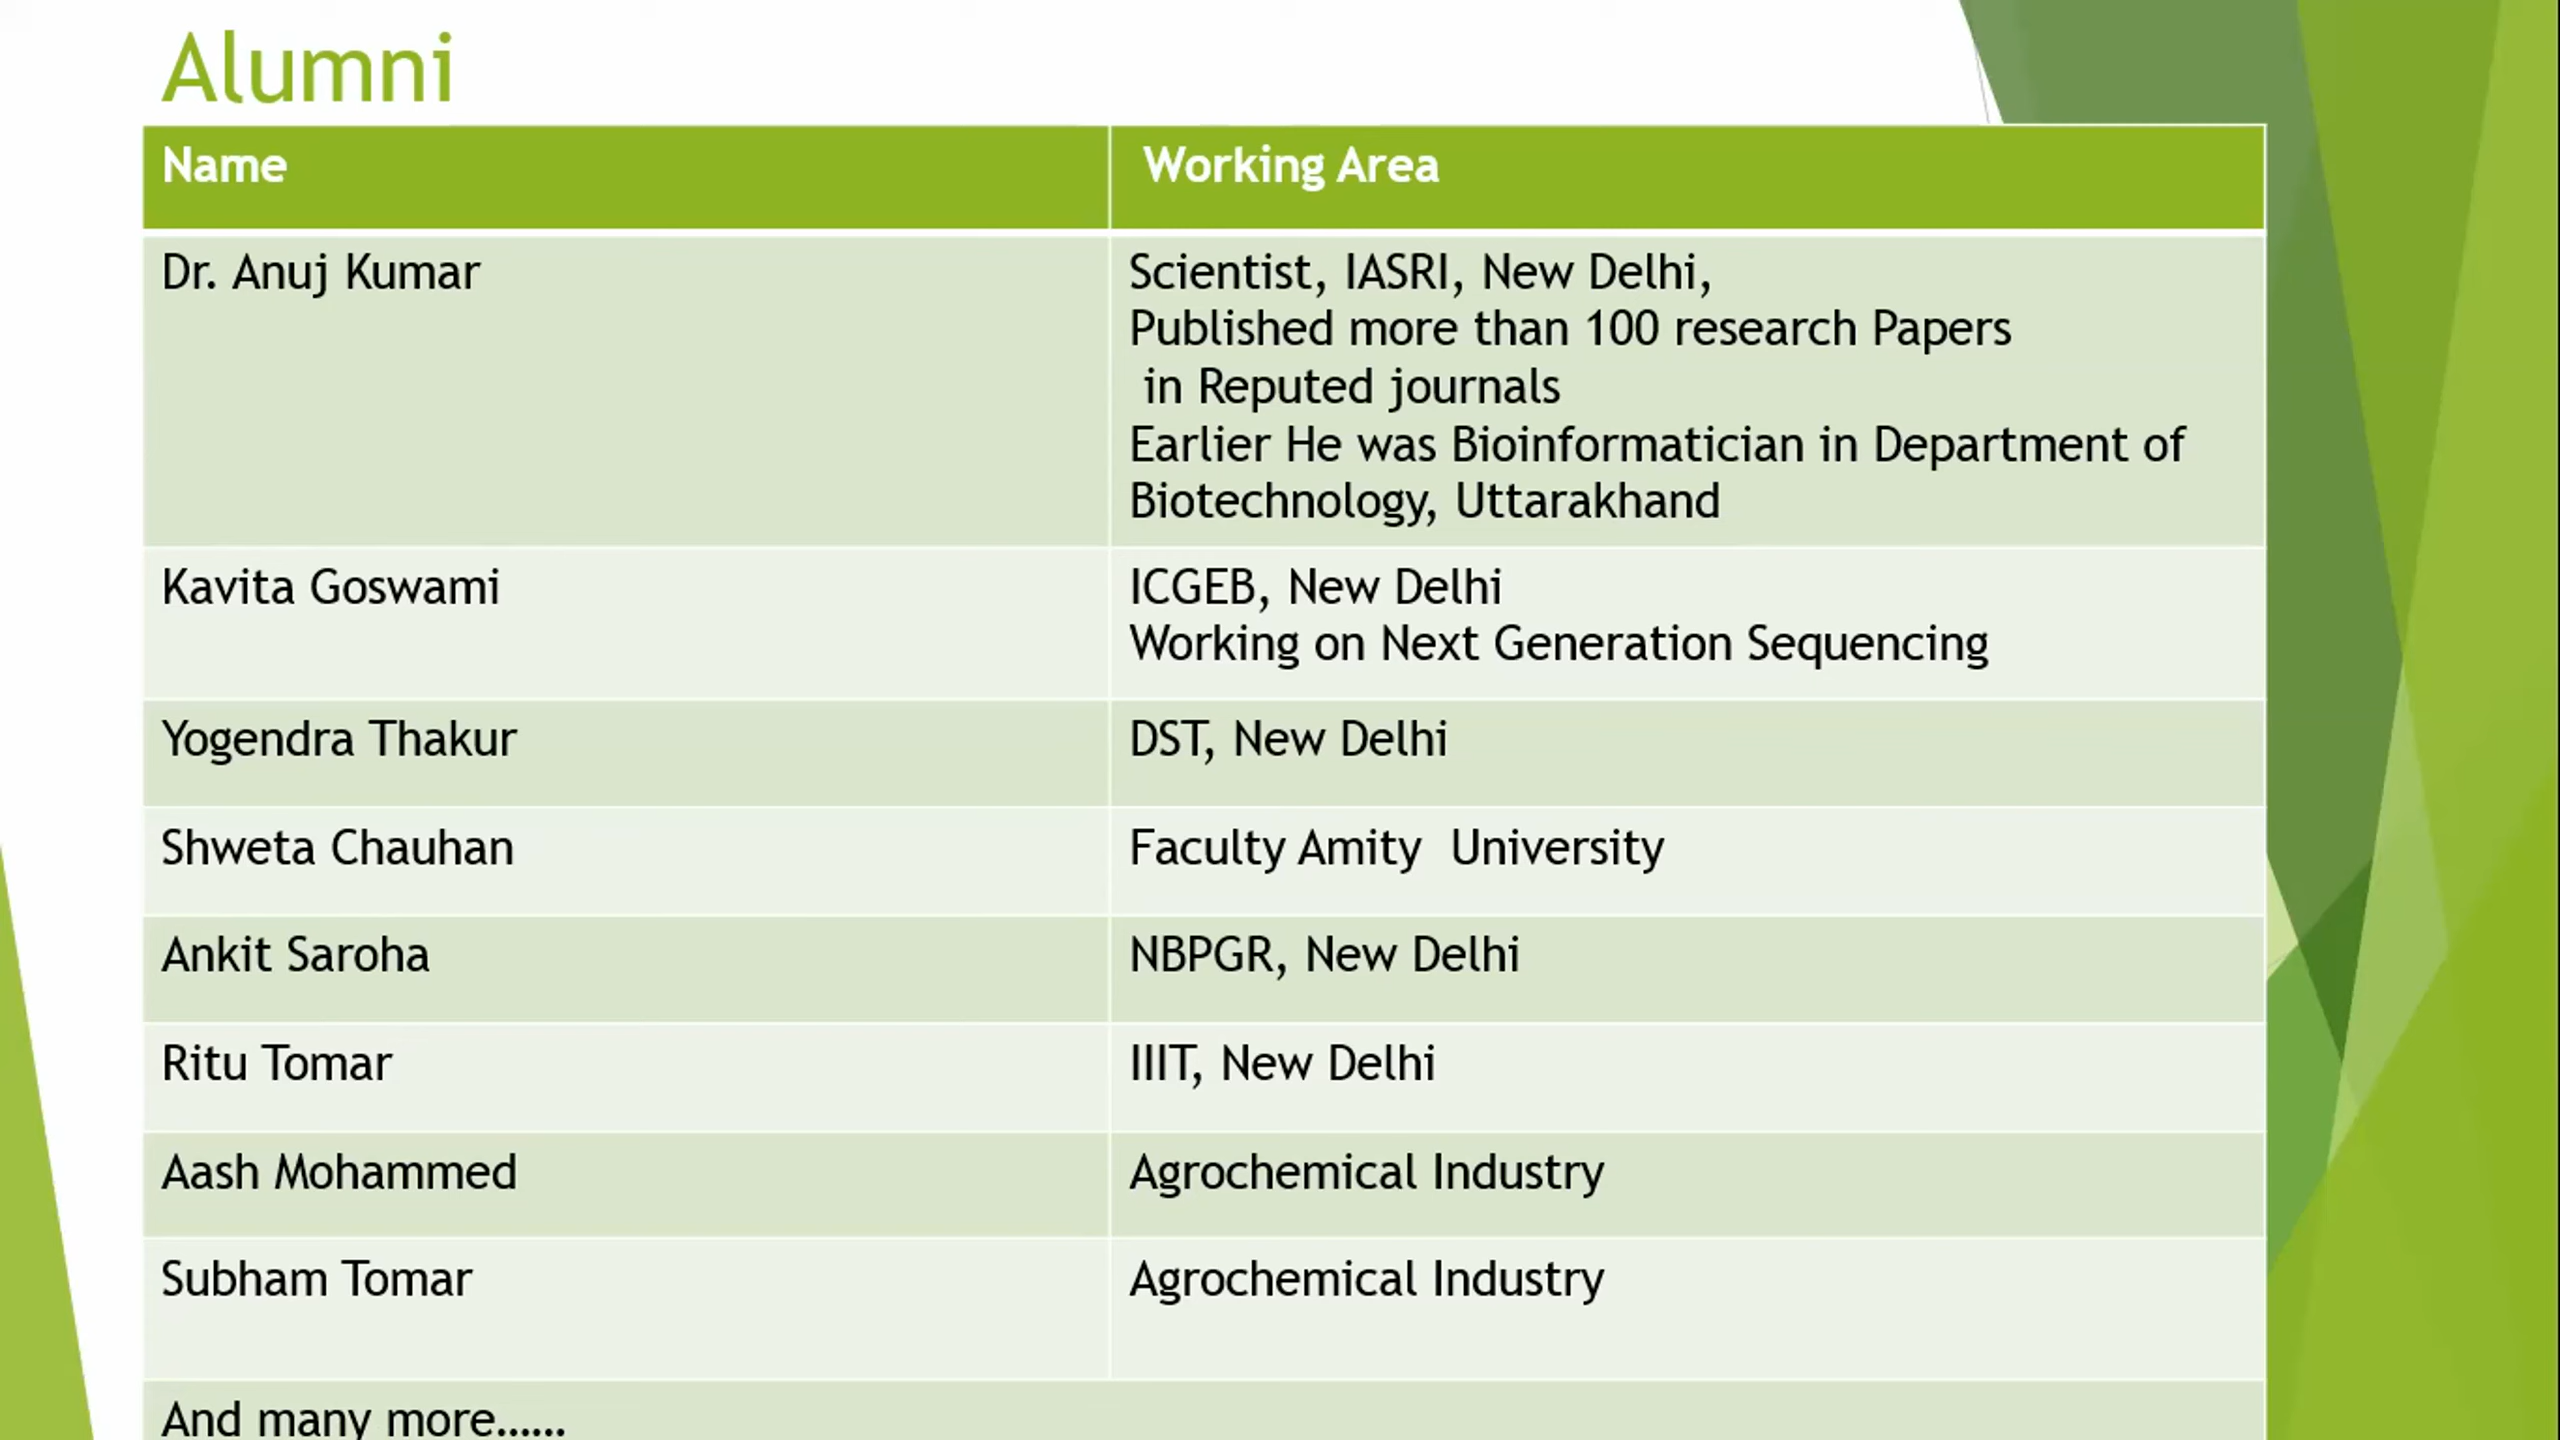 Alumni
Name
Working Area
Dr. Anuj Kumar
Scientist, IASRI, New Delhi,
Published more than 100 research Papers
in Reputed journals
Earlier He was Bioinformatician in Department of
Biotechnology, Uttarakhand
Kavita Goswami
ICGEB, New Delhi
Working on Next Generation Sequencing
Yogendra Thakur
DST, New Delhi
Shweta Chauhan
Faculty Amity  University
Ankit Saroha
NBPGR, New Delhi
Ritu Tomar
IIIT, New Delhi
Aash Mohammed
Agrochemical Industry
Subham Tomar
Agrochemical Industry
And many more......